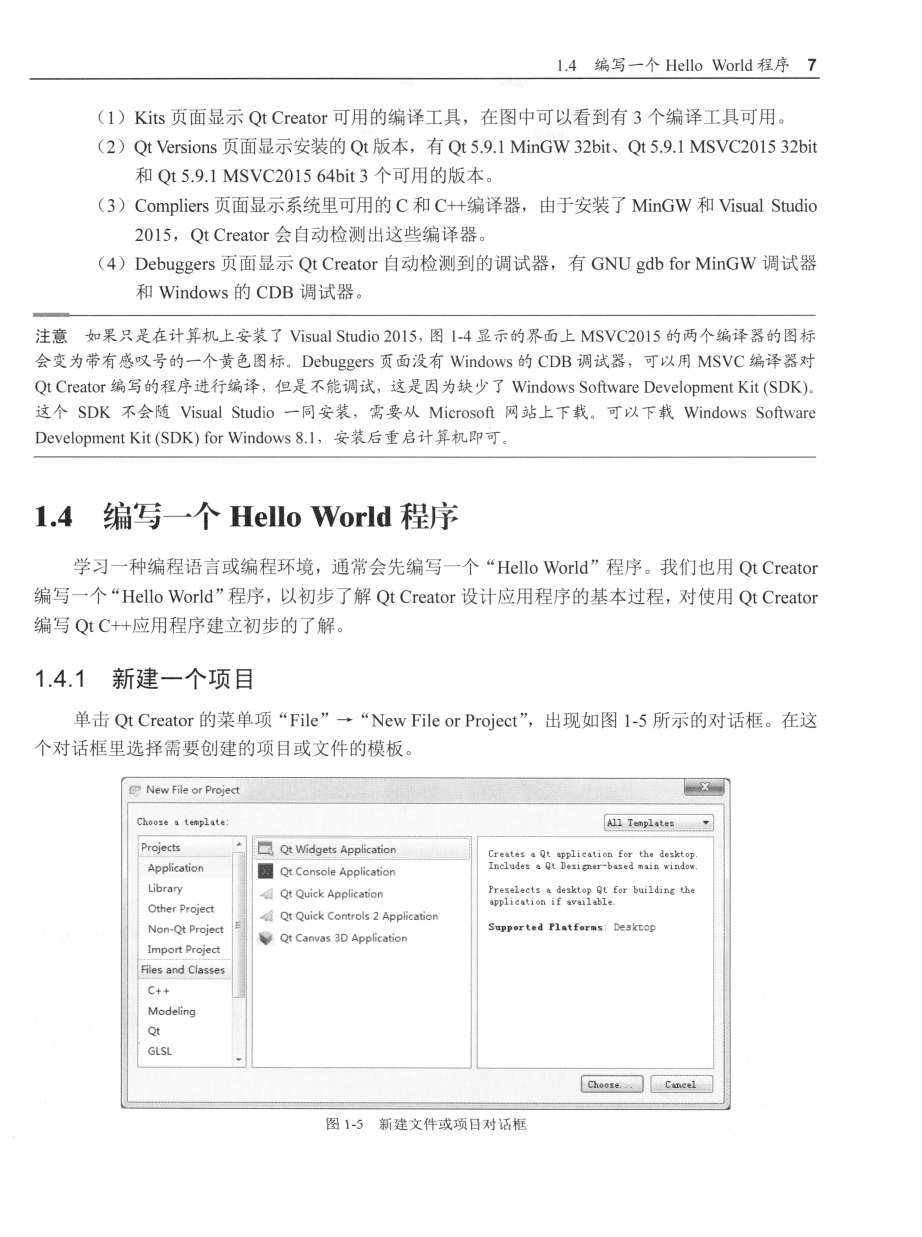 1.4 编写一个 Hello World 程序 7
（1）Kits 页面显示 Qt Creator 可用的编译工具，在图中可以看到有 3 个编译工具可用。
（2）Qt Versions 页面显示安装的 Qt 版本，有 Qt 5.9.1 MinGW 32bit、Qt 5.9.1 MSVC2015 32bit
和 Qt 5.9.1 MSVC2015 64bit 3 个可用的版本。
（3）Compliers 页面显示系统里可用的 C 和 C++编译器，由于安装了 MinGW 和 Visual Studio
2015，Qt Creator 会自动检测出这些编译器。
（4）Debuggers 页面显示 Qt Creator 自动检测到的调试器，有 GNU gdb for MinGW 调试器
和 Windows 的 CDB 调试器。
注意 如果只是在计算机上安装了 Visual Studio 2015，图 1-4 显示的界面上 MSVC2015 的两个编译器的图标
会变为带有感叹号的一个黄色图标。Debuggers 页面没有 Windows 的 CDB 调试器，可以用 MSVC 编译器对
Qt Creator 编写的程序进行编译，但是不能调试，这是因为缺少了 Windows Software Development Kit (SDK)。
这个 SDK 不会随 Visual Studio 一同安装，需要从 Microsoft 网站上下载。可以下载 Windows Software
Development Kit (SDK) for Windows 8.1，安装后重启计算机即可。
1.4 编写一个 Hello World 程序
学习一种编程语言或编程环境，通常会先编写一个“Hello World”程序。我们也用 Qt Creator
编写一个“Hello World”程序，以初步了解 Qt Creator 设计应用程序的基本过程，对使用 Qt Creator
编写 Qt C++应用程序建立初步的了解。
1.4.1 新建一个项目
单击 Qt Creator 的菜单项“File”→“New File or Project”，出现如图 1-5 所示的对话框。在这
个对话框里选择需要创建的项目或文件的模板。
New File or Project
Choose a template:
All Templates
Projects
Application
Library
Other Project
Non-Qt Project
Import Project
Files and Classes
C++
Modeling
Qt
GLSL
Qt Widgets Application
Qt Console Application
Qt Quick Application
Qt Quick Controls 2 Application
Qt Canvas 3D Application
Creates a Qt application for the desktop.
Includes a Qt Designer-based main window.
Preselects a desktop Qt for building the
application if available.
Supported Platforms: Desktop
Choose...
Cancel
图 1-5 新建文件或项目对话框